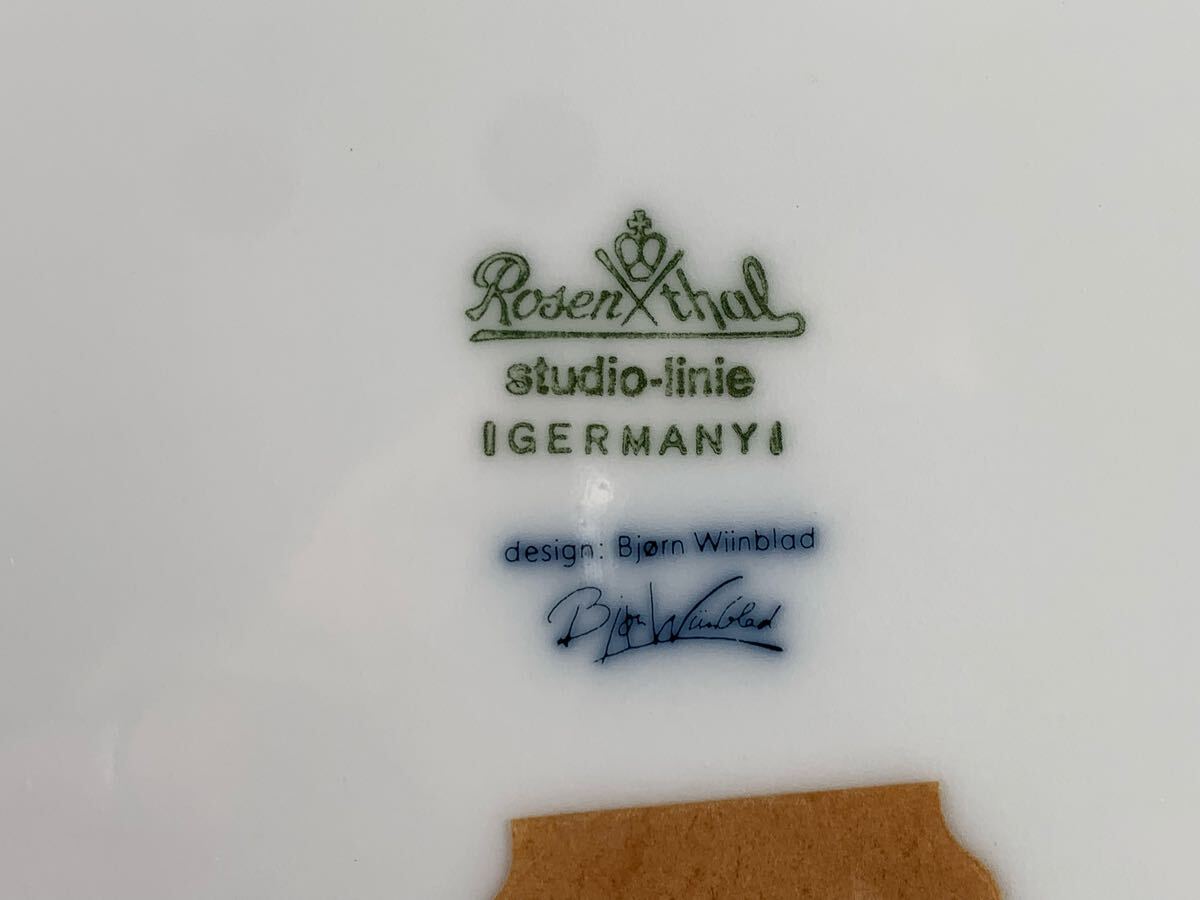 Rosenthal
studio-linie
GERMANY
design: Bjørn Wiinblad
Bjørn Wiinblad